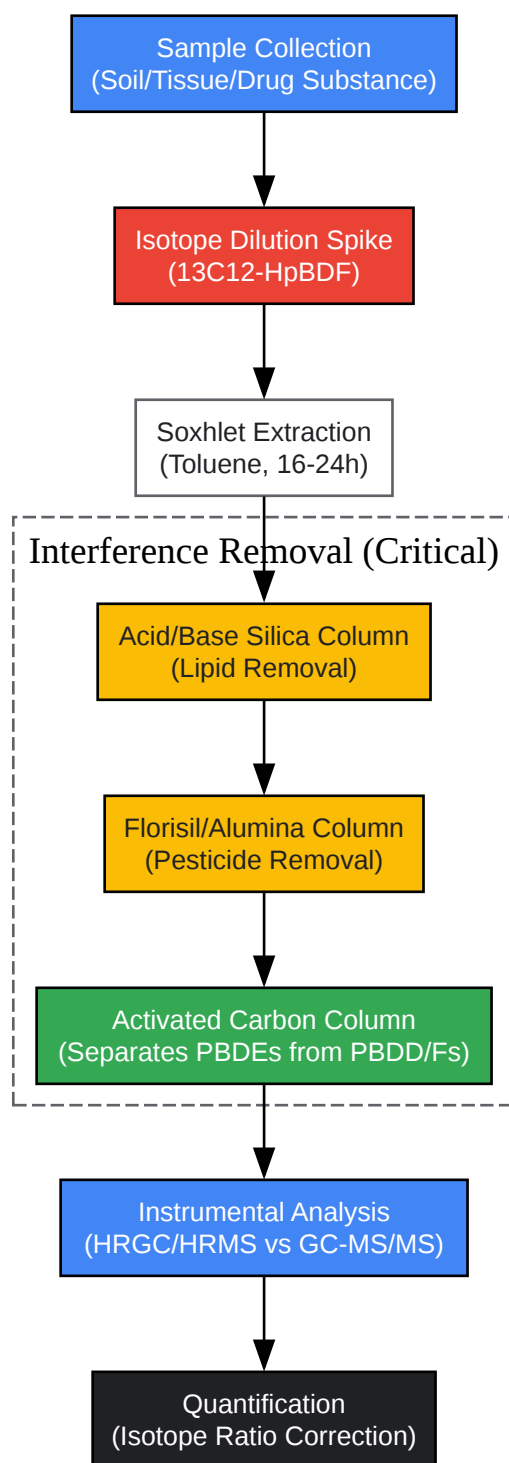 Sample Collection
(Soil/Tissue/Drug Substance)
Isotope Dilution Spike
(13C12-HpBDF)
Soxhlet Extraction
(Toluene, 16-24h)
Interference Removal (Critical)
Acid/Base Silica Column
(Lipid Removal)
Florisil/Alumina Column
(Pesticide Removal)
Activated Carbon Column
(Separates PBDEs from PBDD/Fs)
Instrumental Analysis
(HRGC/HRMS vs GC-MS/MS)
Quantification
(Isotope Ratio Correction)